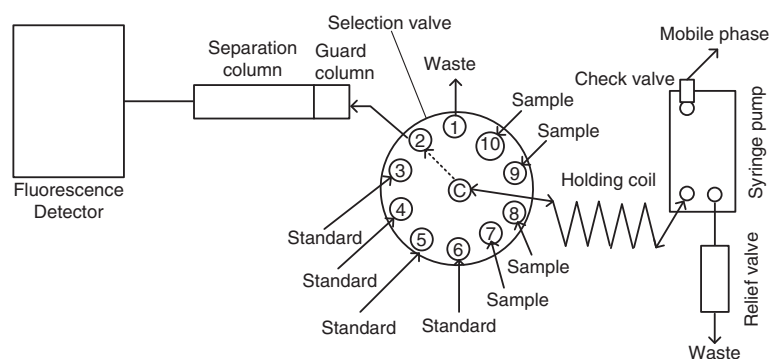 Selection valve
Mobile phase
Separation
column
Guard
column
Waste
Check valve
Sample
Syringe pump
1
2
10
Sample
3
9
Fluorescence
Detector
C
Holding coil
4
8
Standard
5
6
7
Sample
Standard
Sample
Relief valve
Standard
Standard
Waste